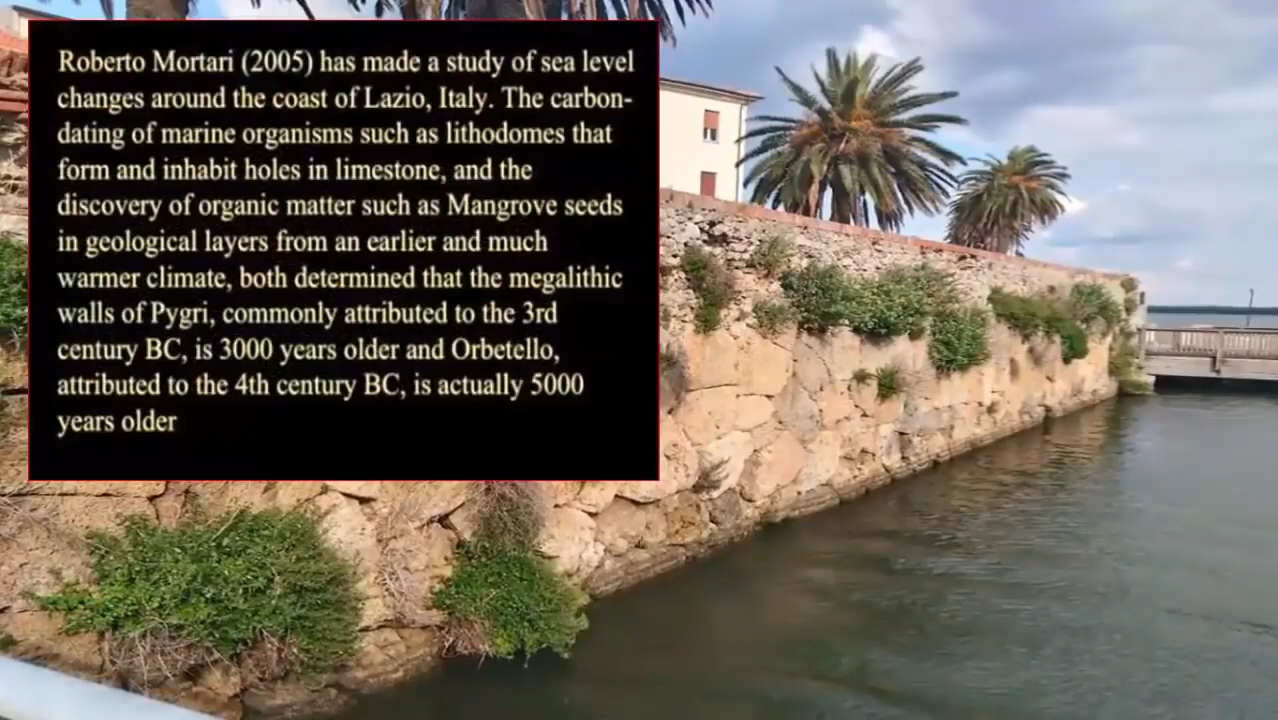 Roberto Mortari (2005) has made a study of sea level
changes around the coast of Lazio, Italy. The carbon-
dating of marine organisms such as lithodomes that
form and inhabit holes in limestone, and the
discovery of organic matter such as Mangrove seeds
in geological layers from an earlier and much
warmer climate, both determined that the megalithic
walls of Pygri, commonly attributed to the 3rd
century BC, is 3000 years older and Orbetello,
attributed to the 4th century BC, is actually 5000
years older